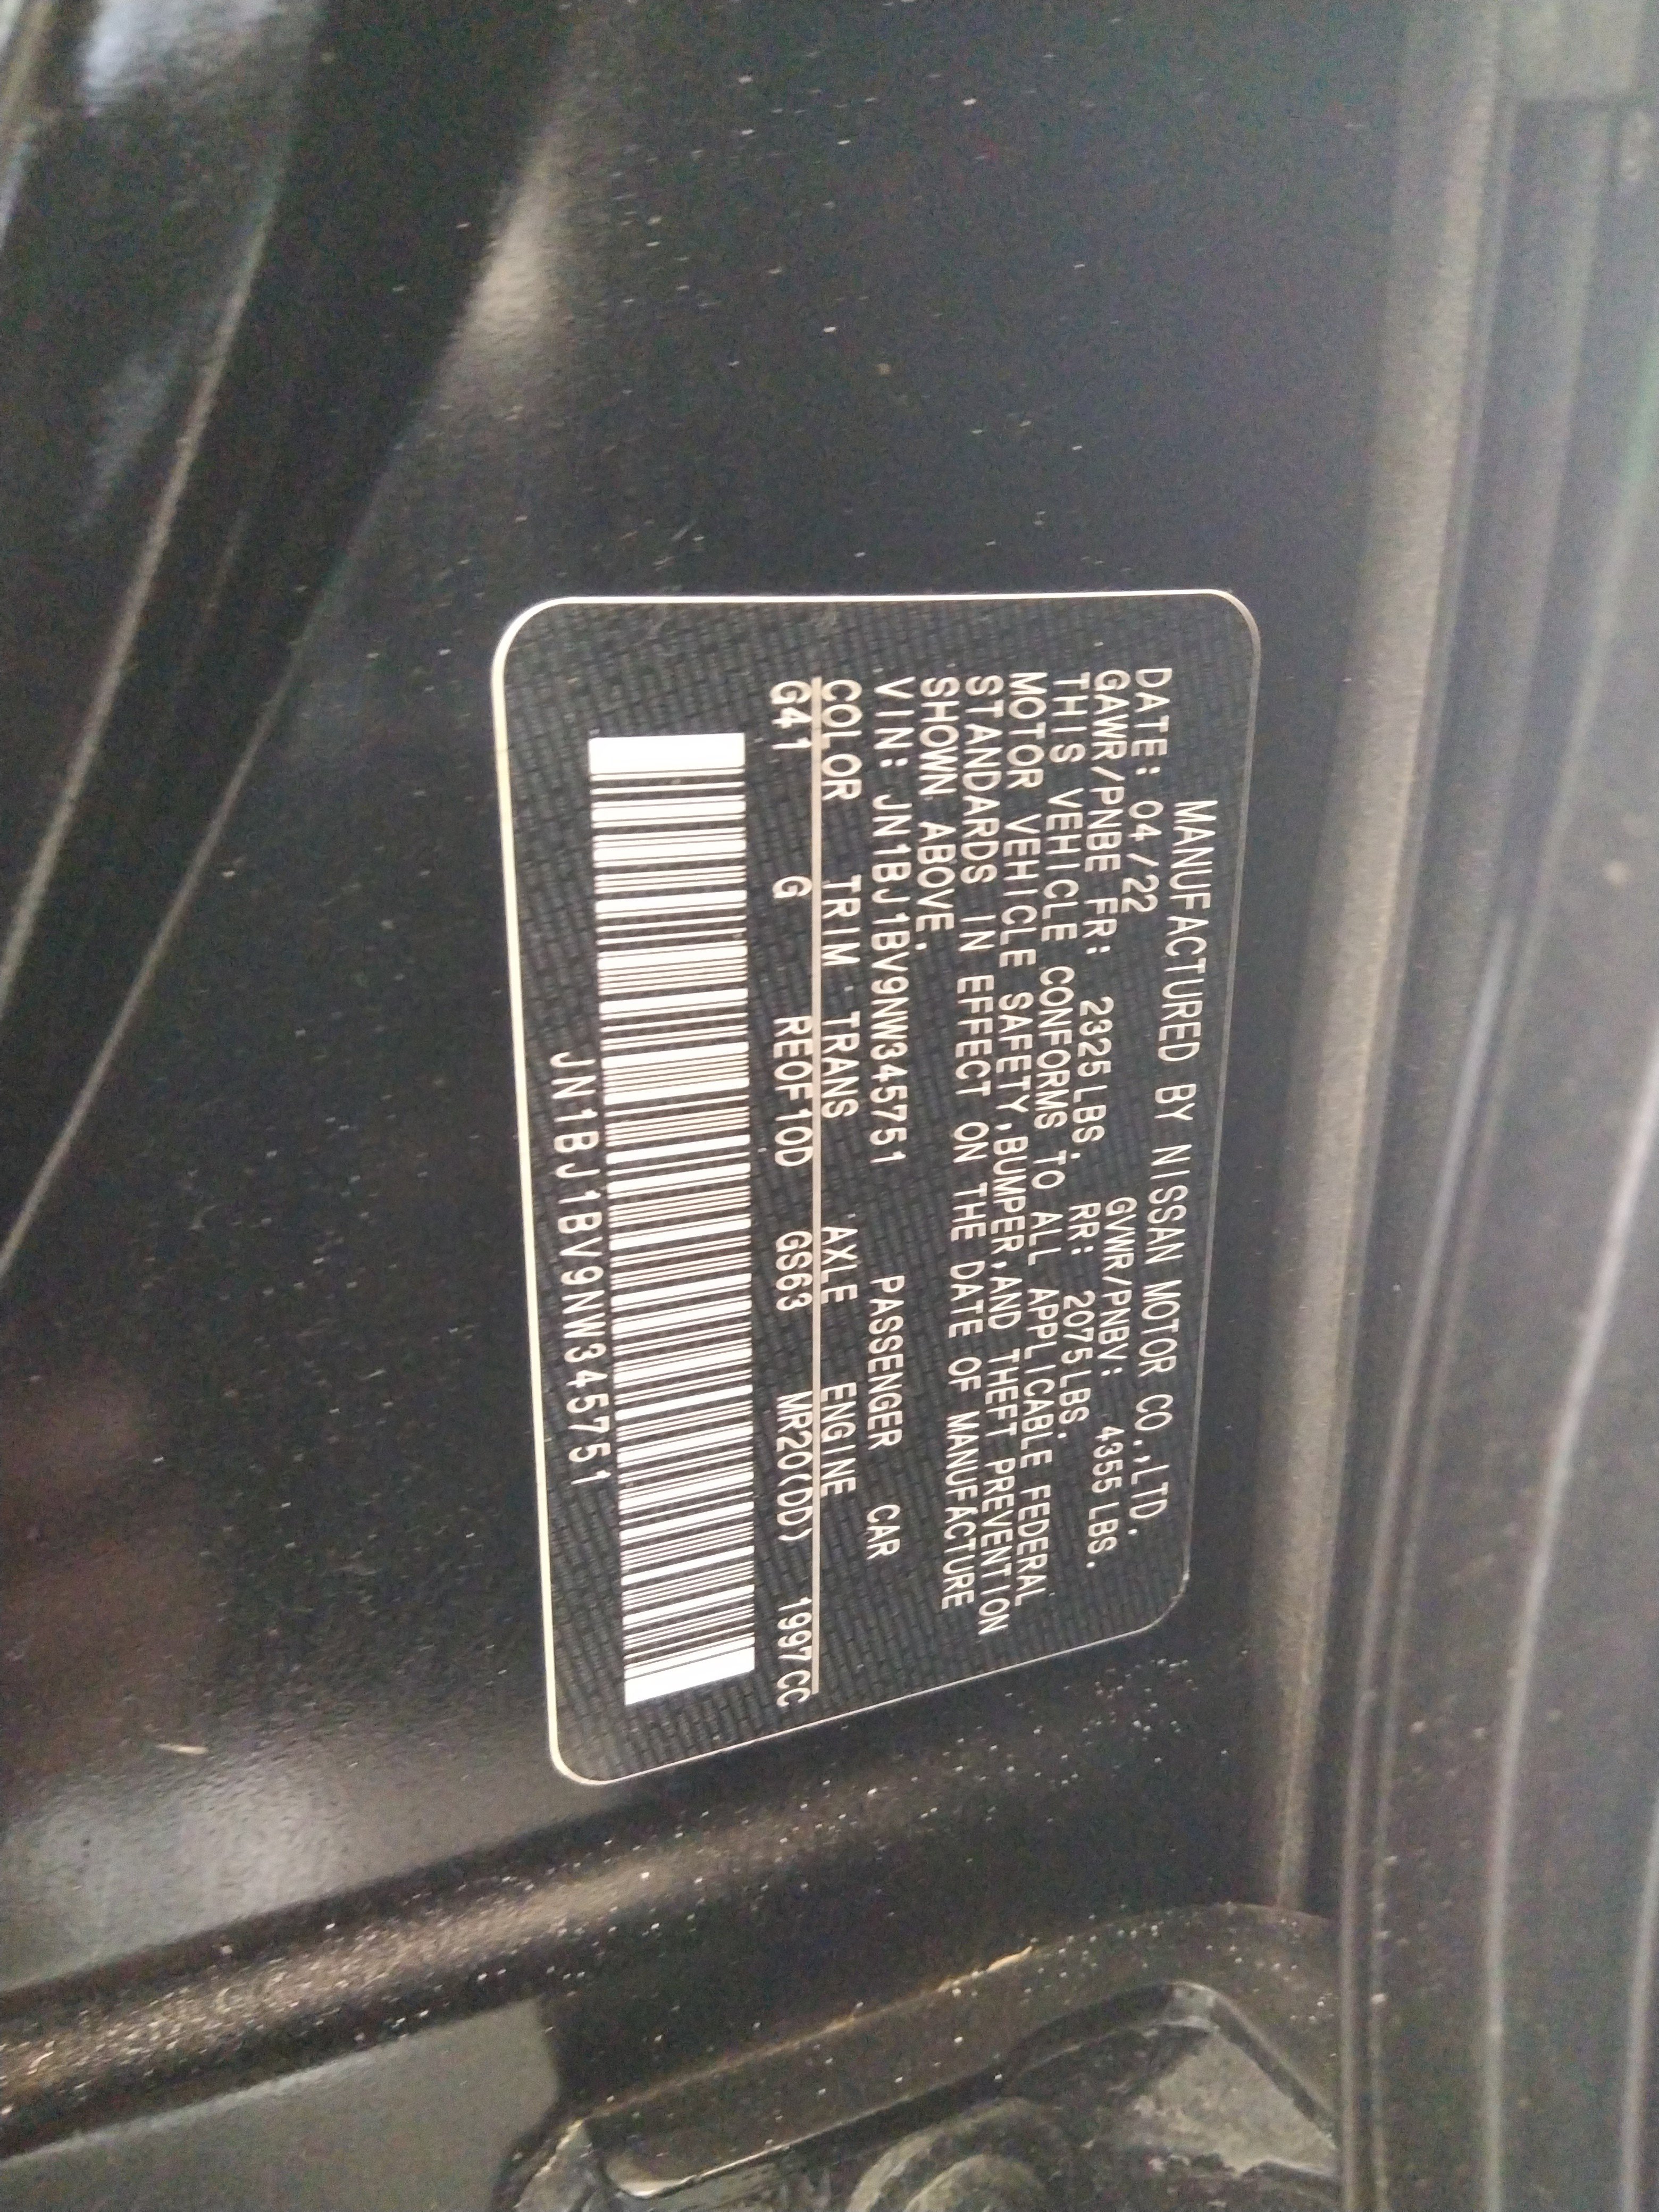 MANUFACTURED BY NISSAN MOTOR CO.,LTD.
DATE: 04/22 GVWR/PNBV: 4355 LBS.
GAWR/PNBE FR: 2325LBS. RR: 2075LBS.
THIS VEHICLE CONFORMS TO ALL APPLICABLE FEDERAL
MOTOR VEHICLE SAFETY,BUMPER,AND THEFT PREVENTION
STANDARDS IN EFFECT ON THE DATE OF MANUFACTURE
SHOWN ABOVE.
VIN: JN1BJ1BV9NW345751 PASSENGER CAR
COLOR TRIM TRANS AXLE ENGINE
G41 G RE0F10D GS63 MR20(DD) 1997CC
JN1BJ1BV9NW345751